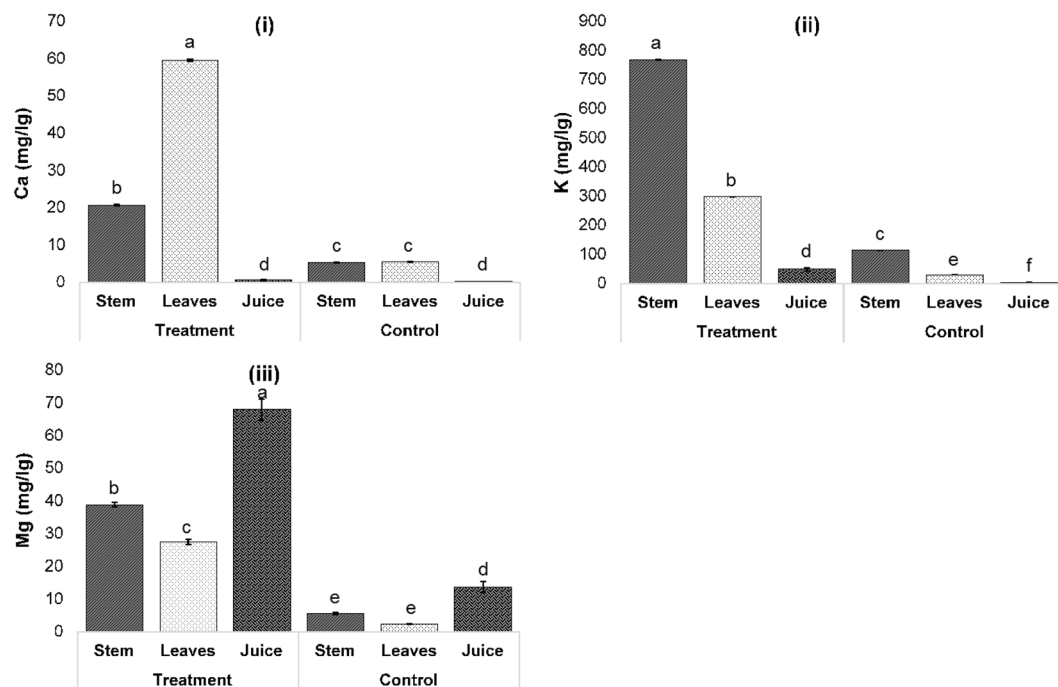 (i)
Ca (mg/lg)
70
60
50
40
30
20
10
0
b
a
d
c
c
d
Stem Leaves Juice Stem Leaves Juice
Treatment Control
(ii)
K (mg/lg)
900
800
700
600
500
400
300
200
100
0
a
b
d
c
e
f
Stem Leaves Juice Stem Leaves Juice
Treatment Control
(iii)
Mg (mg/lg)
80
70
60
50
40
30
20
10
0
b
c
a
e
e
d
Stem Leaves Juice Stem Leaves Juice
Treatment Control